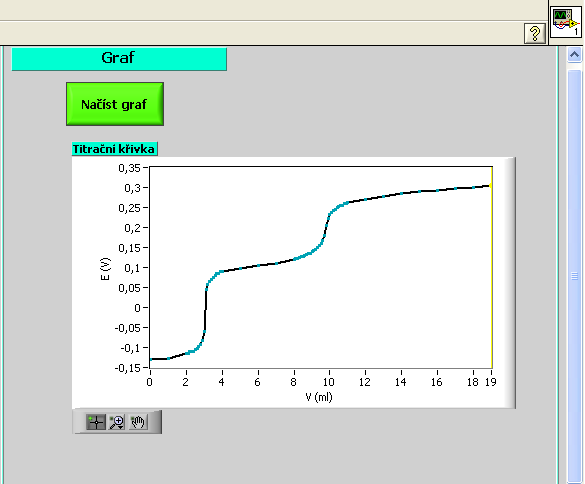 ?
1
Graf
Načíst graf
Titrační křivka
0,35
0,3
0,25
0,2
0,15
0,1
0,05
0
-0,05
-0,1
-0,15
E (V)
0 2 4 6 8 10 12 14 16 18 19
V (ml)